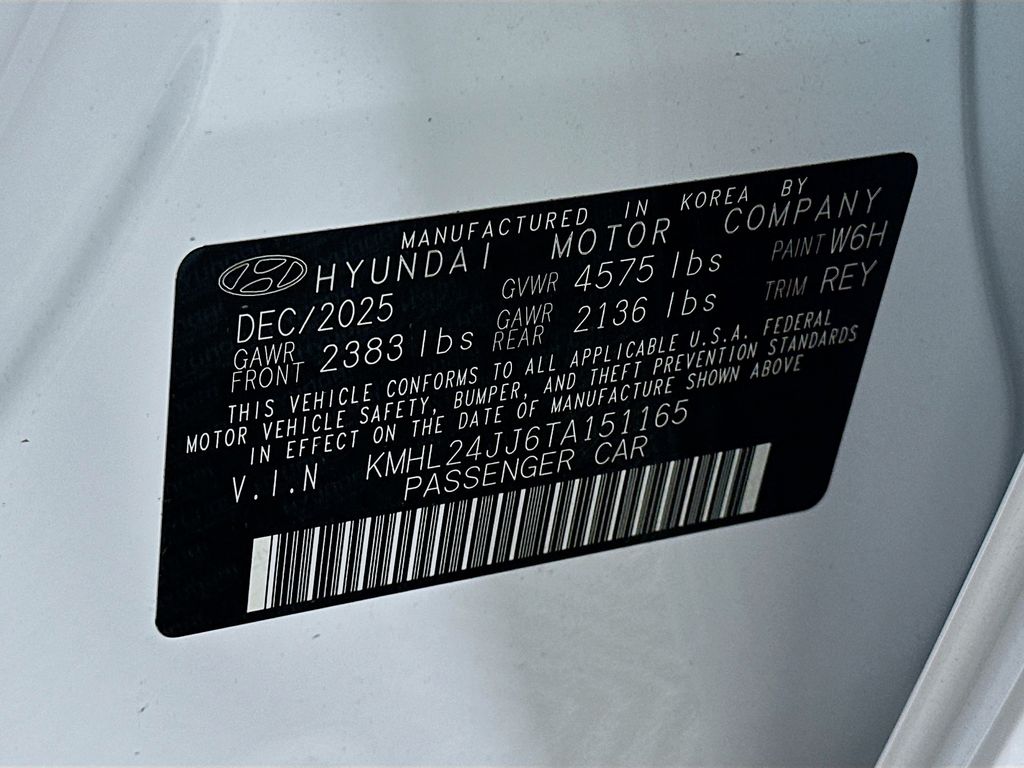 MANUFACTURED IN KOREA BY
HYUNDAI MOTOR COMPANY
DEC/2025 GVWR 4575 lbs PAINT W6H
GAWR FRONT 2383 lbs GAWR REAR 2136 lbs TRIM REY
THIS VEHICLE CONFORMS TO ALL APPLICABLE U.S.A. FEDERAL
MOTOR VEHICLE SAFETY, BUMPER, AND THEFT PREVENTION STANDARDS
IN EFFECT ON THE DATE OF MANUFACTURE SHOWN ABOVE
V.I.N KMHL24JJ6TA151165
PASSENGER CAR